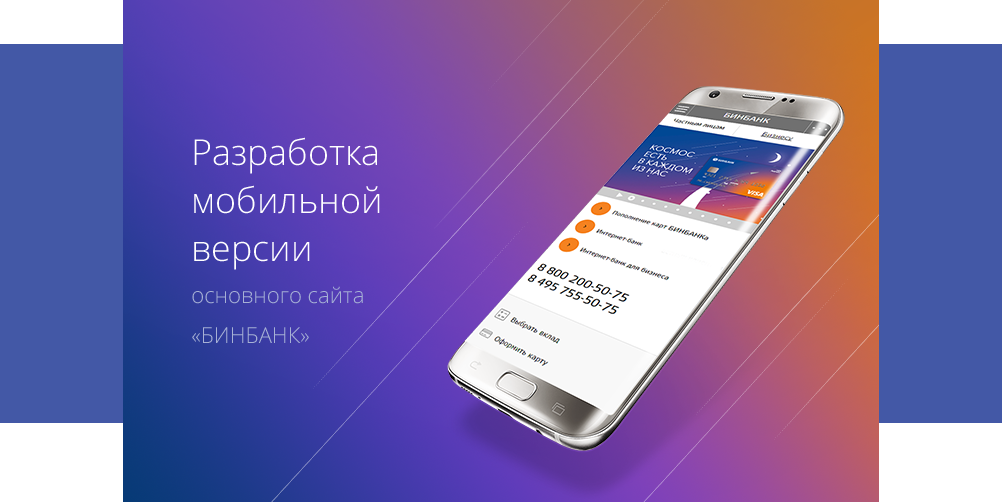 Разработка
мобильной
версии
основного сайта
«БИНБАНК»
БИНБАНК
Частным лицам
Бизнесу
КОСМОС
ЕСТЬ
В КАЖДОМ
ИЗ НАС
VISA
Пополнение карт БИНБАНКа
Интернет-банк
Интернет-банк для бизнеса
8 800 200-50-75
8 495 755-50-75
Выбрать вклад
Оформить карту